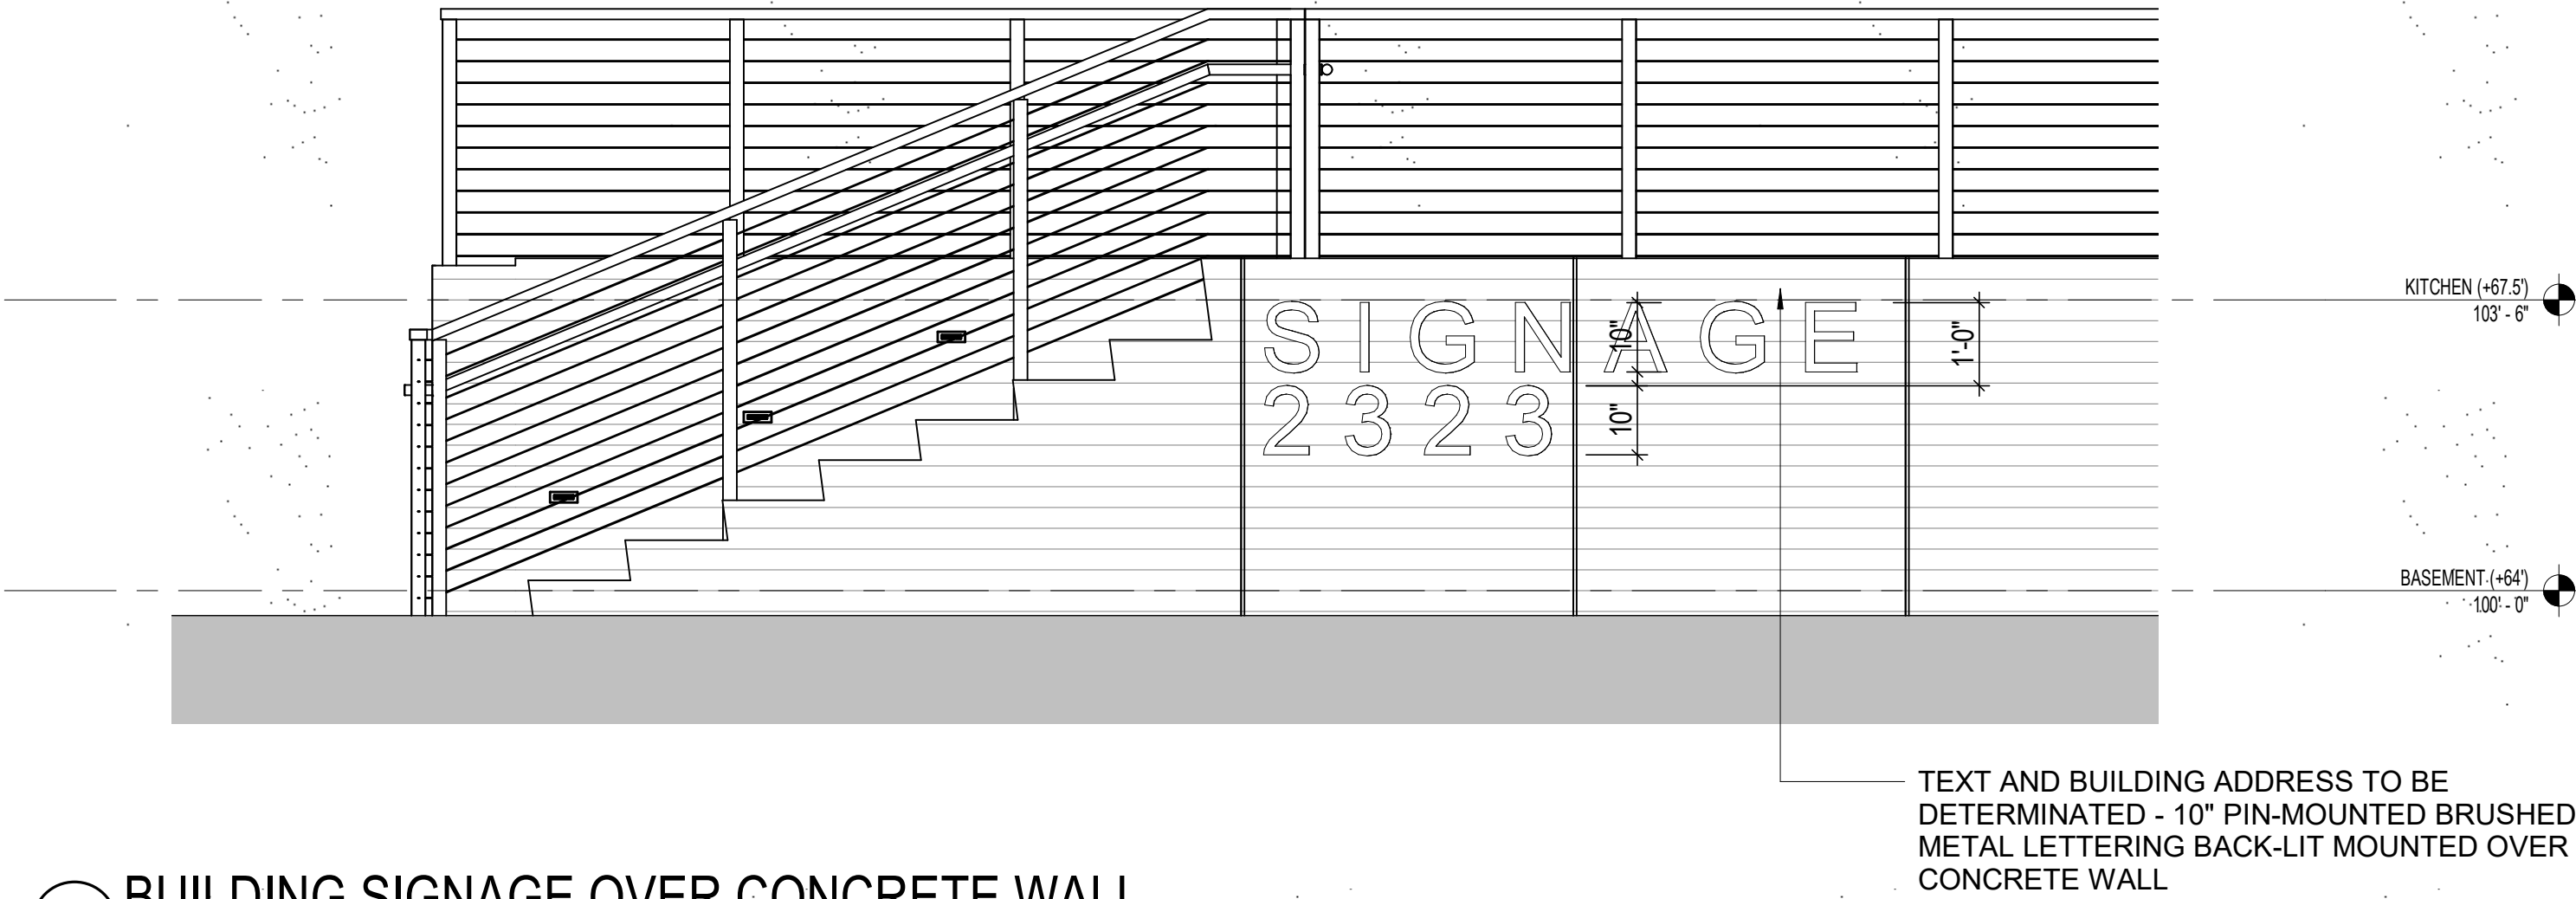 KITCHEN (+67.5')
103' - 6"
SIGNAGE
10"
1'-0"
2323
10"
BASEMENT (+64')
100' - 0"
TEXT AND BUILDING ADDRESS TO BE
DETERMINATED - 10" PIN-MOUNTED BRUSHED
METAL LETTERING BACK-LIT MOUNTED OVER
CONCRETE WALL
BUILDING SIGNAGE OVER CONCRETE WALL